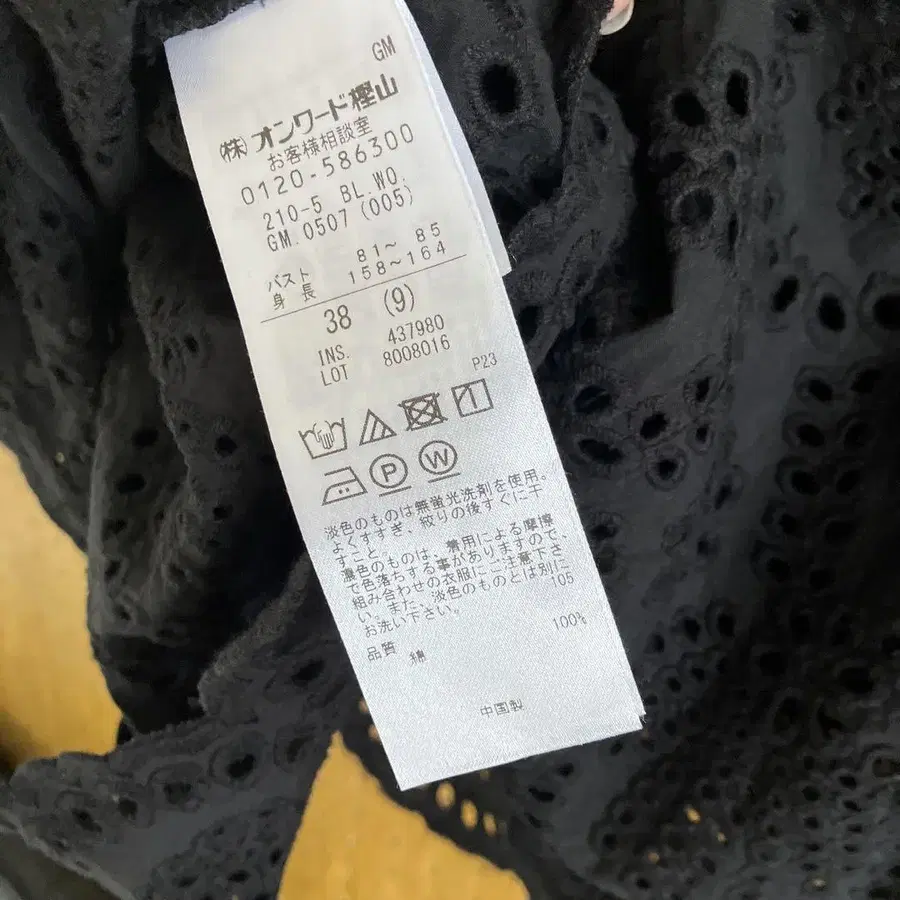 GM
(株)オンワード樫山
お客様相談室
0120-586300
210-5 BL.WO.
GM.0507 (005)
バスト 81～ 85
身長 158～164
38 (9)
INS. 437980
LOT 8008016
P23
P W
淡色のものは無蛍光洗剤を使用。
よくすすぎ、絞りの後すぐに干
すこと。
濃色のものは、着用による摩擦
で色落ちする事がありますので、
組み合わせの衣服にご注意下さ
い。また、淡色のものとは別に
お洗い下さい。 105
品質
綿 100%
中国製